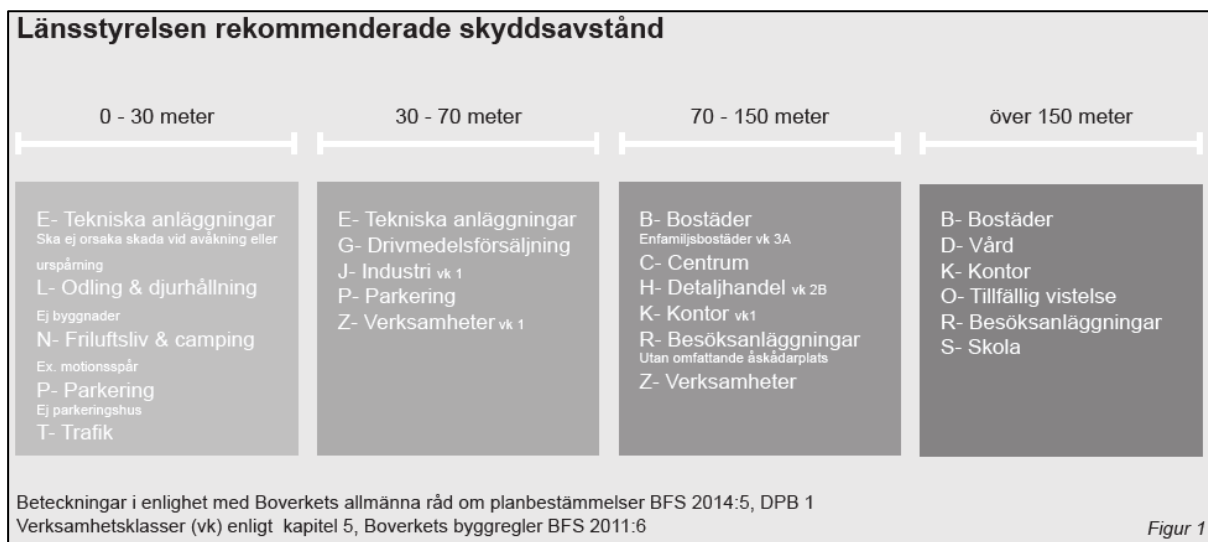 Länsstyrelsen rekommenderade skyddsavstånd
0 - 30 meter
30 - 70 meter
70 - 150 meter
över 150 meter
E- Tekniska anläggningar
Ska ej orsaka skada vid avåkning eller
urspårning
L- Odling & djurhållning
Ej byggnader
N- Friluftsliv & camping
Ex. motionsspår
P- Parkering
Ej parkeringshus
T- Trafik
E- Tekniska anläggningar
G- Drivmedelsförsäljning
J- Industri vk 1
P- Parkering
Z- Verksamheter vk 1
B- Bostäder
Enfamiljsbostäder vk 3A
C- Centrum
H- Detaljhandel vk 2B
K- Kontor vk1
R- Besöksanläggningar
Utan omfattande åskådarplats
Z- Verksamheter
B- Bostäder
D- Vård
K- Kontor
O- Tillfällig vistelse
R- Besöksanläggningar
S- Skola
Beteckningar i enlighet med Boverkets allmänna råd om planbestämmelser BFS 2014:5, DPB 1
Verksamhetsklasser (vk) enligt kapitel 5, Boverkets byggregler BFS 2011:6
Figur 1